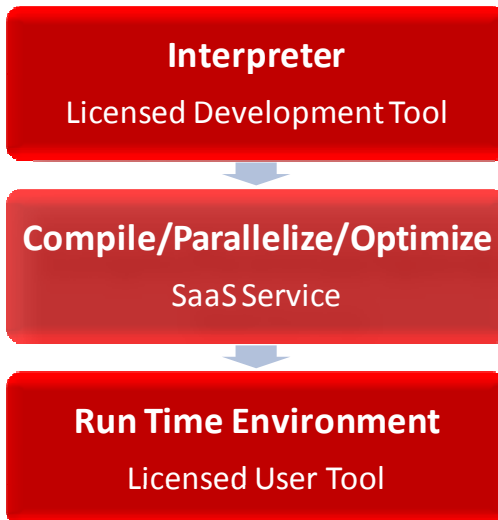 Interpreter
Licensed Development Tool
Compile/Parallelize/Optimize
SaaS Service
Run Time Environment
Licensed User Tool